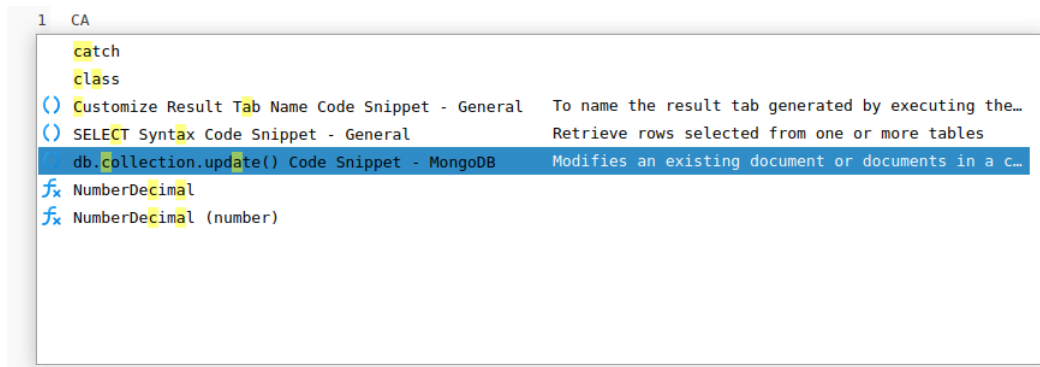 1 CA
catch
class
() Customize Result Tab Name Code Snippet - General To name the result tab generated by executing the…
() SELECT Syntax Code Snippet - General Retrieve rows selected from one or more tables
() db.collection.update() Code Snippet - MongoDB Modifies an existing document or documents in a c…
fx NumberDecimal
fx NumberDecimal (number)